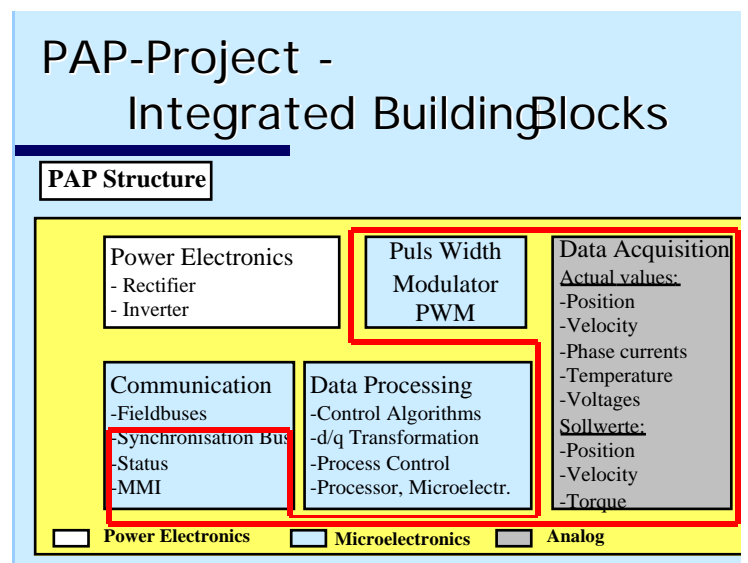 PAP-Project -
Integrated BuildingBlocks
PAP Structure
Power Electronics
- Rectifier
- Inverter
Puls Width
Modulator
PWM
Data Acquisition
Actual values:
-Position
-Velocity
-Phase currents
-Temperature
-Voltages
Sollwerte:
-Position
-Velocity
-Torque
Communication
-Fieldbuses
-Synchronisation Bus
-Status
-MMI
Data Processing
-Control Algorithms
-d/q Transformation
-Process Control
-Processor, Microelectr.
Power Electronics
Microelectronics
Analog